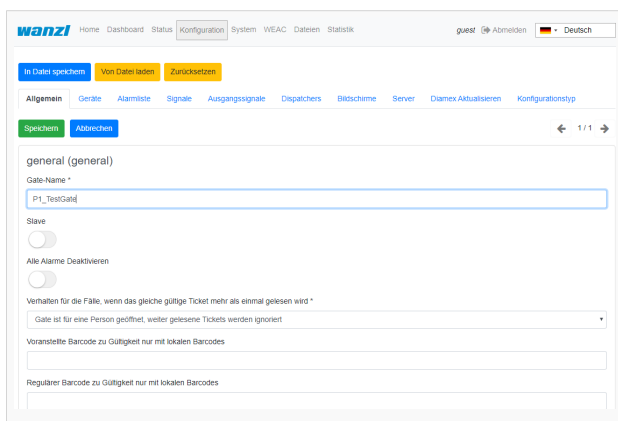 wanzl Home Dashboard Status Konfiguration System WEAC Dateien Statistik guest Abmelden Deutsch
In Datei speichern Von Datei laden Zurücksetzen
Allgemein Geräte Alarmliste Signale Ausgangssignale Dispatchers Bildschirme Server Diamex Aktualisieren Konfigurationstyp
Speichern Abbrechen 1 / 1
general (general)
Gate-Name *
P1_TestGate
Slave
Alle Alarme Deaktivieren
Verhalten für die Fälle, wenn das gleiche gültige Ticket mehr als einmal gelesen wird *
Gate ist für eine Person geöffnet, weiter gelesene Tickets werden ignoriert
Voranstellte Barcode zu Gültigkeit nur mit lokalen Barcodes
Regulärer Barcode zu Gültigkeit nur mit lokalen Barcodes